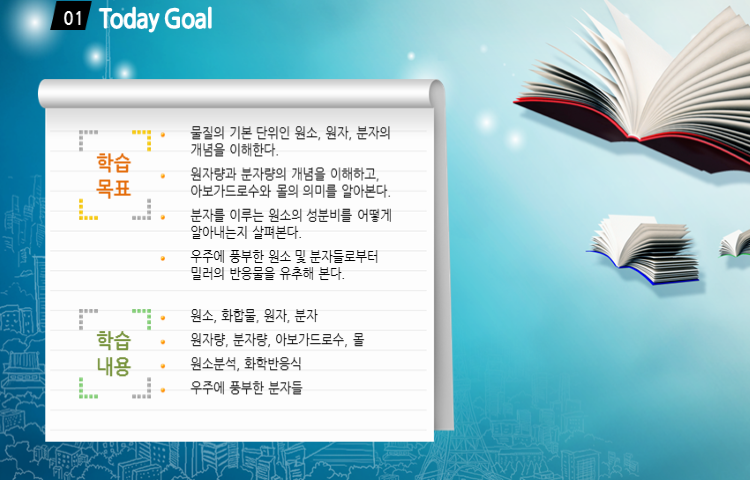 01 Today Goal
학습
목표
물질의 기본 단위인 원소, 원자, 분자의
개념을 이해한다.
원자량과 분자량의 개념을 이해하고,
아보가드로수와 몰의 의미를 알아본다.
분자를 이루는 원소의 성분비를 어떻게
알아내는지 살펴본다.
우주에 풍부한 원소 및 분자들로부터
밀러의 반응물을 유추해 본다.
학습
내용
원소, 화합물, 원자, 분자
원자량, 분자량, 아보가드로수, 몰
원소분석, 화학반응식
우주에 풍부한 분자들